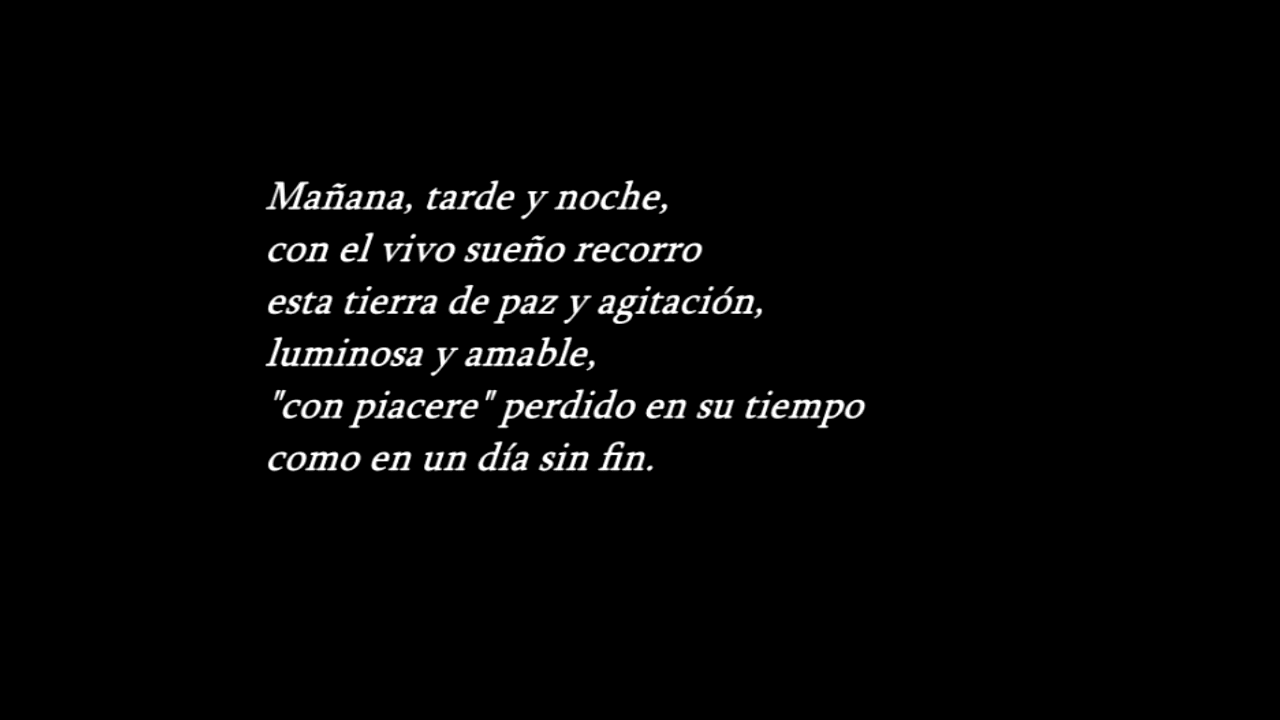 Mañana, tarde y noche,
con el vivo sueño recorro
esta tierra de paz y agitación,
luminosa y amable,
"con piacere" perdido en su tiempo
como en un día sin fin.